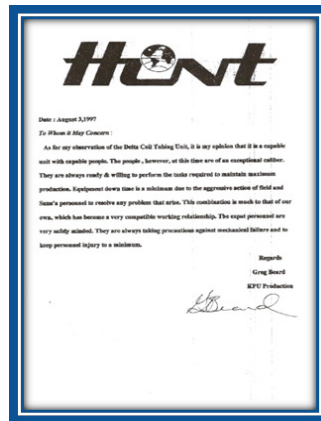 Hunt
Date : August 3,1997
To Whom it May Concern :
As for my observation of the Delta Coil Tubing Unit, it is my opinion that it is a capable
unit with capable people. The people , however, at this time are of an exceptional caliber.
They are always ready & willing to perform the tasks required to maintain maximum
production. Equipment down time is a minimum due to the aggressive action of field and
personnel to resolve any problem that arise. This combination is much to that of our
own, which has become a very compatible working relationship. The expat personnel are
very safety minded. They are always taking precautions against mechanical failure and to
keep personnel injury to a minimum.
Regards
Greg Beard
KPU Production
G Beard